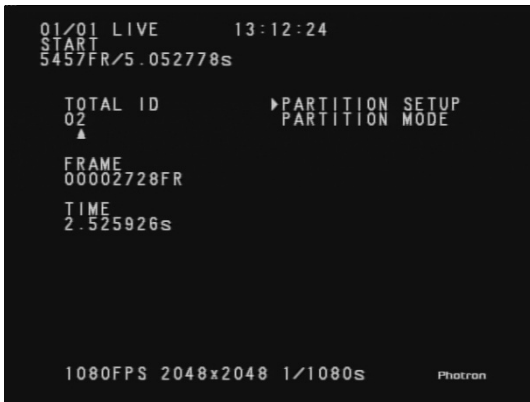 01/01 LIVE 13:12:24
START
5457FR/5.052778s
TOTAL ID ▶PARTITION SETUP
02 PARTITION MODE
▲
FRAME
00002728FR
TIME
2.525926s
1080FPS 2048x2048 1/1080s Photron